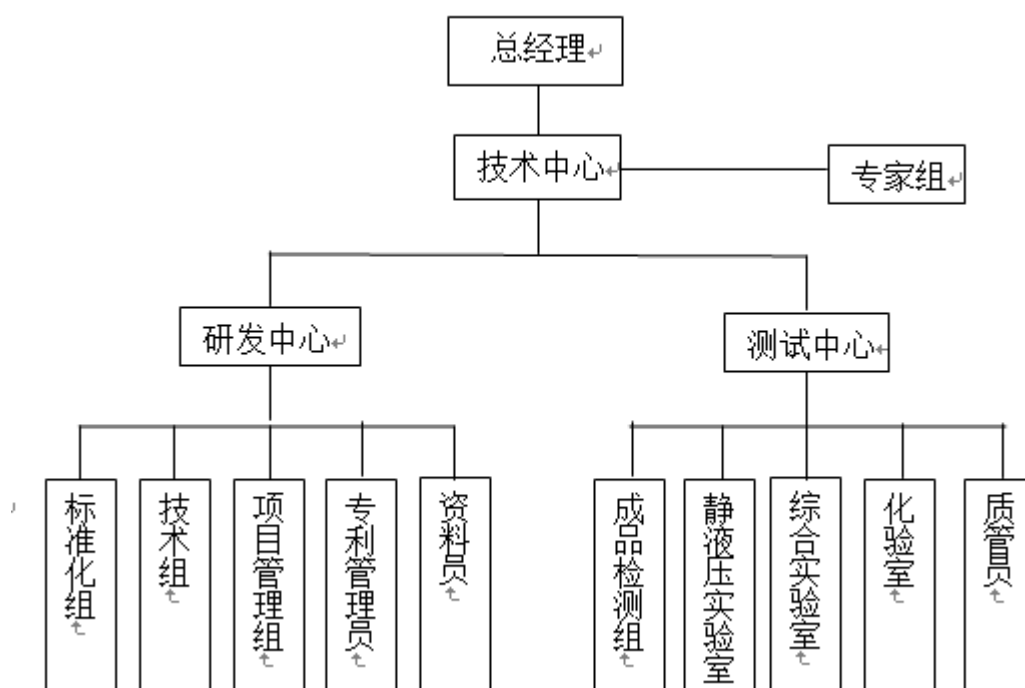 总经理
技术中心
专家组
研发中心
测试中心
标准化组
技术组
项目管理组
专利管理员
资料员
成品检测组
静液压实验室
综合实验室
化验室
质管员